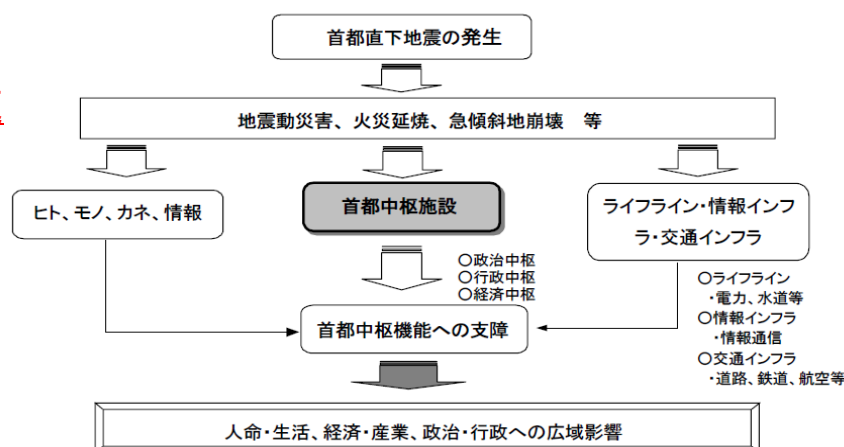 首都直下地震の発生
地震動災害、火災延焼、急傾斜地崩壊　等
ヒト、モノ、カネ、情報
首都中枢施設
ライフライン・情報インフ
ラ・交通インフラ
○政治中枢
○行政中枢
○経済中枢
○ライフライン
・電力、水道等
○情報インフラ
・情報通信
○交通インフラ
・道路、鉄道、航空等
首都中枢機能への支障
人命・生活、経済・産業、政治・行政への広域影響